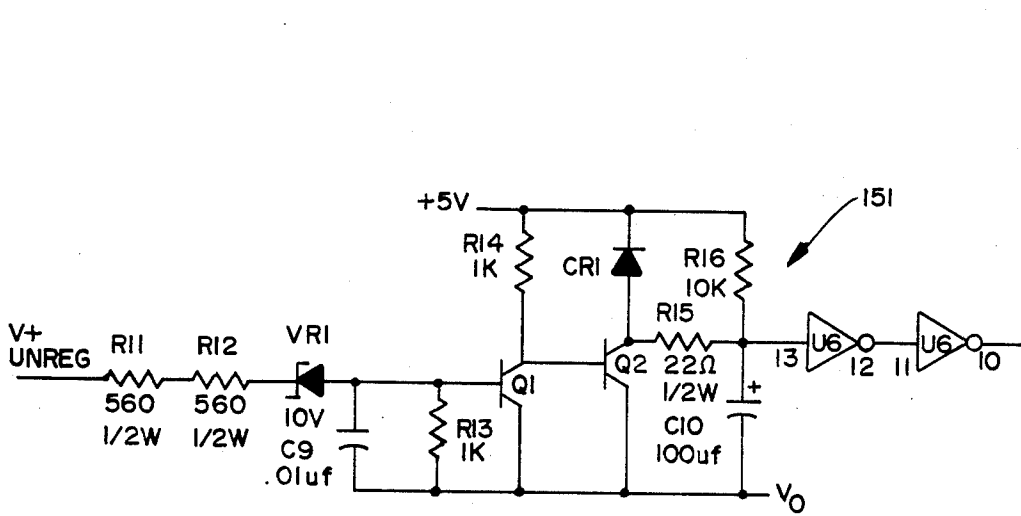 151
+5V
R14
1K
CR1
R16
10K
R15
22Ω
1/2W
V+
UNREG
R11
560
1/2W
R12
560
1/2W
VR1
10V
C9
.01uf
R13
1K
Q1
Q2
+
C10
100uf
13
U6
12
11
U6
10
VO